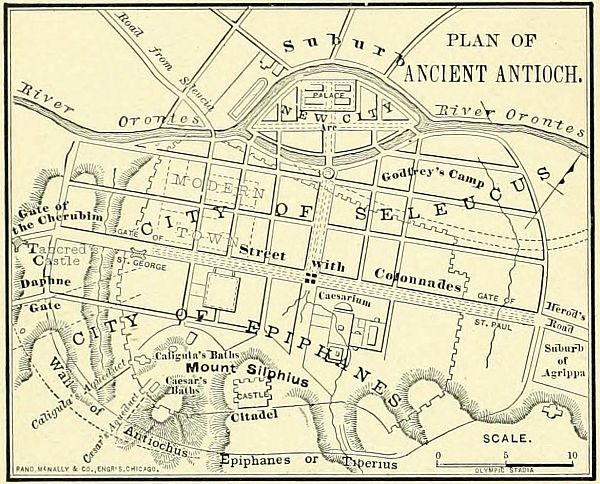 PLAN OF
ANCIENT ANTIOCH.
Suburb
Road from Seleucia
River Orontes
River Orontes
PALACE
NEW CITY
Arc
Godfrey's Camp
MODERN
TOWN
CITY OF SELEUCUS
Gate of
the Cherubim
Tancred
Castle
GATE OF
ST. GEORGE
Street with Colonnades
Daphne
Gate
Caesarium
GATE OF
ST. PAUL
Herod's
Road
Suburb
of
Agrippa
CITY OF EPIPHANES
Caligula's Baths
Mount Silphius
Caesar's
Baths
CASTLE
Citadel
Caligula Aqueduct
Caesar's Aqueduct
Wall of Antiochus Epiphanes or Tiberius
SCALE.
0 5 10
OLYMPIC STADIA
RAND, McNALLY & CO., ENGR'S, CHICAGO.